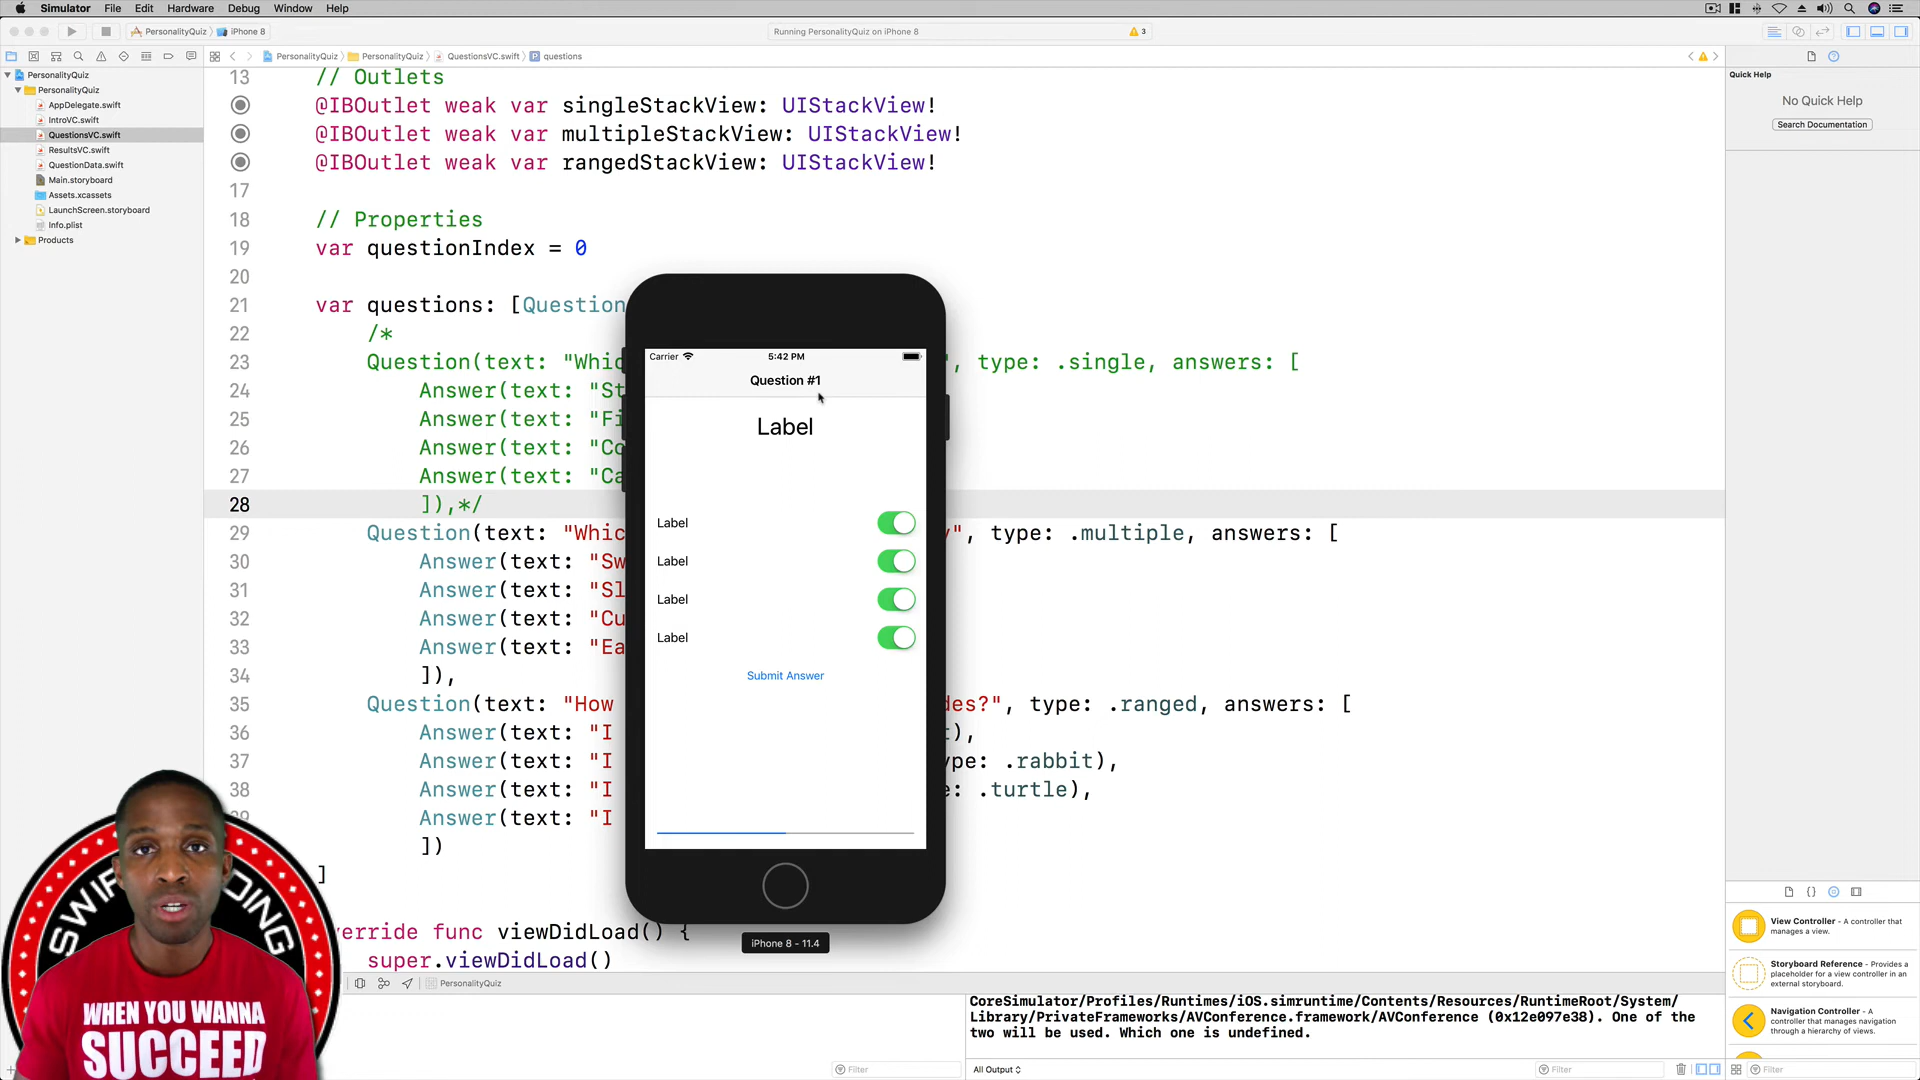 Simulator File Edit Hardware Debug Window Help
PersonalityQuiz iPhone 8
Running PersonalityQuiz on iPhone 8
3
PersonalityQuiz PersonalityQuiz QuestionsVC.swift questions
PersonalityQuiz
PersonalityQuiz
AppDelegate.swift
IntroVC.swift
QuestionsVC.swift
ResultsVC.swift
QuestionData.swift
Main.storyboard
Assets.xcassets
LaunchScreen.storyboard
Info.plist
Products
13 // Outlets
@IBOutlet weak var singleStackView: UIStackView!
@IBOutlet weak var multipleStackView: UIStackView!
@IBOutlet weak var rangedStackView: UIStackView!
17
18 // Properties
19 var questionIndex = 0
20
21 var questions: [Question
22 /*
23 Question(text: "Whic ", type: .single, answers: [
24 Answer(text: "St
25 Answer(text: "Fi
26 Answer(text: "Co
27 Answer(text: "Ca
28 ]),*/
29 Question(text: "Whic y", type: .multiple, answers: [
30 Answer(text: "Sw
31 Answer(text: "Sl
32 Answer(text: "Cu
33 Answer(text: "Ea
34 ]),
35 Question(text: "How des?", type: .ranged, answers: [
36 Answer(text: "I t),
37 Answer(text: "I ype: .rabbit),
38 Answer(text: "I e: .turtle),
Answer(text: "I
])
]
verride func viewDidLoad() {
super.viewDidLoad()
Carrier 5:42 PM
Question #1
Label
Label
Label
Label
Label
Submit Answer
iPhone 8 - 11.4
PersonalityQuiz
CoreSimulator/Profiles/Runtimes/iOS.simruntime/Contents/Resources/RuntimeRoot/System/
Library/PrivateFrameworks/AVConference.framework/AVConference (0x12e097e38). One of the
two will be used. Which one is undefined.
Filter
All Output
Filter
Filter
Quick Help
No Quick Help
Search Documentation
View Controller - A controller that
manages a view.
Storyboard Reference - Provides a
placeholder for a view controller in an
external storyboard.
Navigation Controller - A
controller that manages navigation
through a hierarchy of views.
WHEN YOU WANNA
SUCCEED